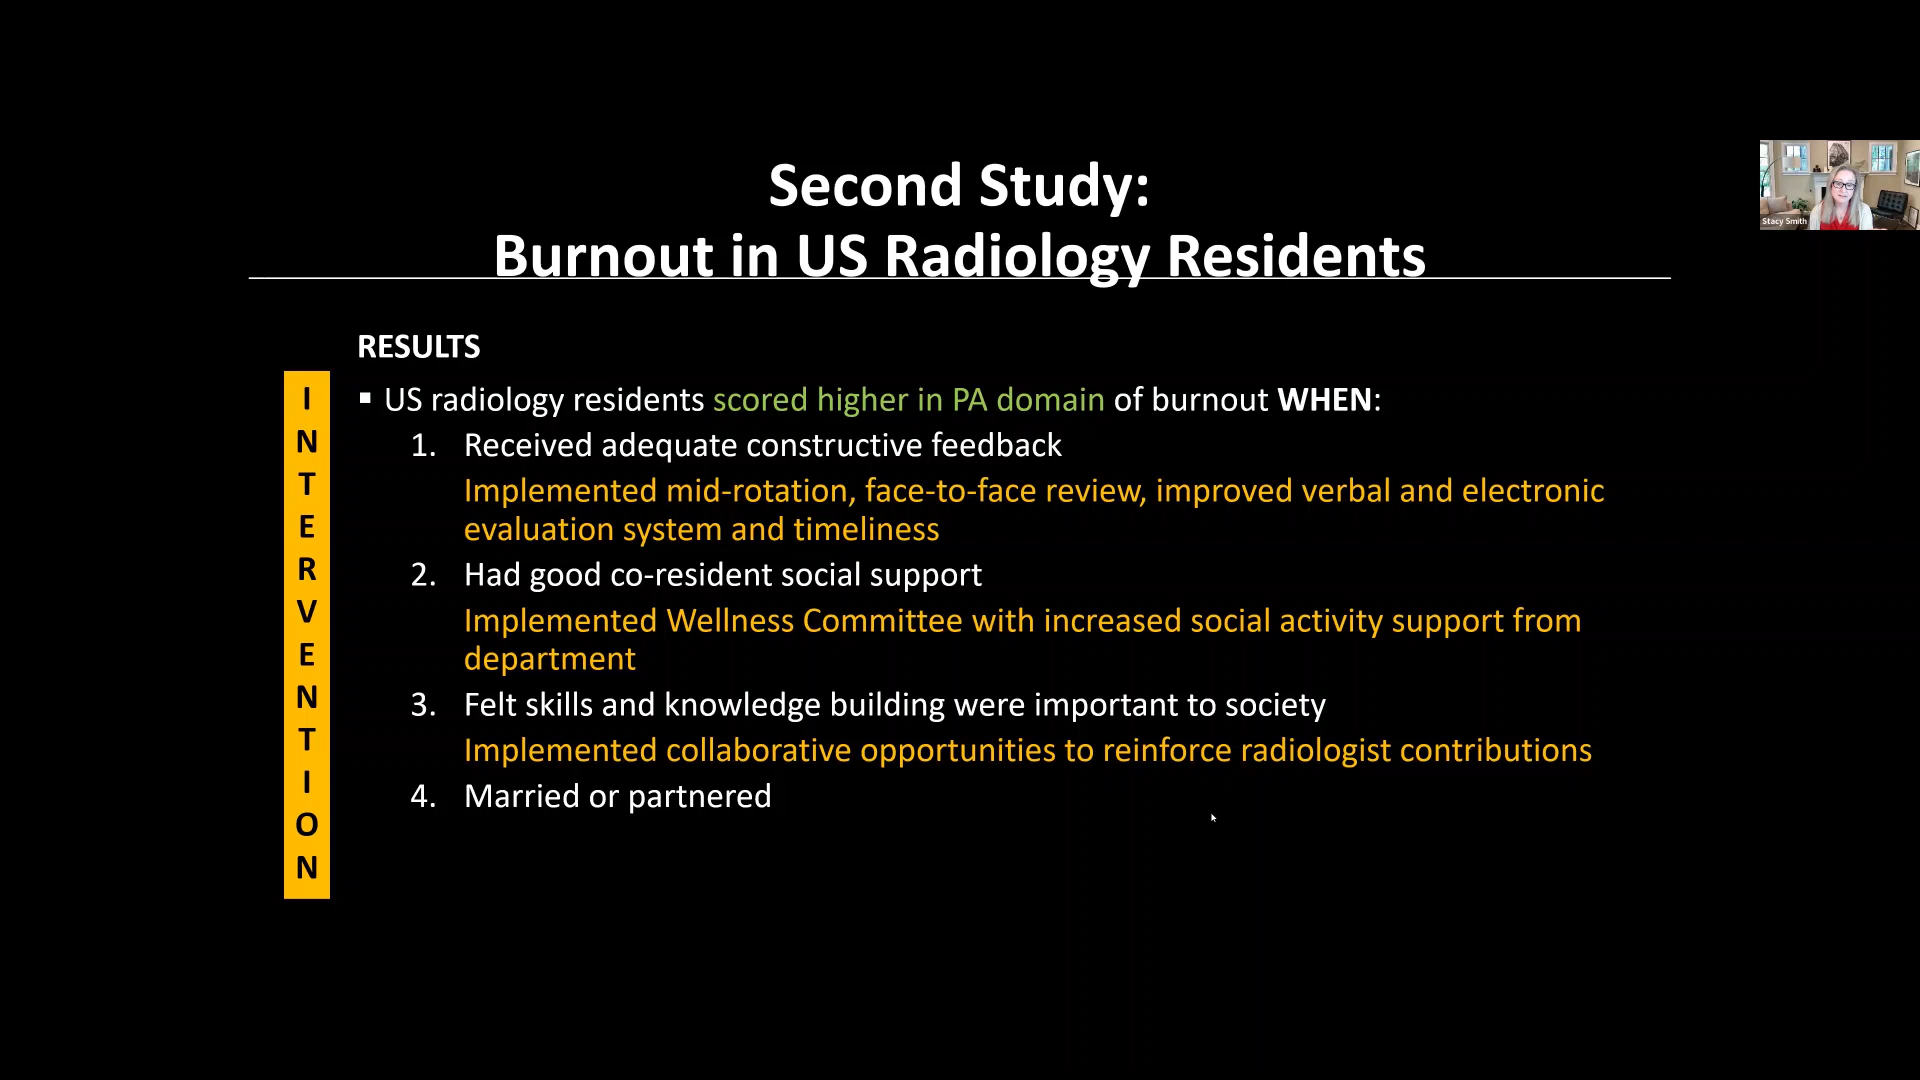 Second Study:
Burnout in US Radiology Residents
Stacy Smith
RESULTS
INTERVENTION
▪ US radiology residents scored higher in PA domain of burnout WHEN:
1. Received adequate constructive feedback
Implemented mid-rotation, face-to-face review, improved verbal and electronic
evaluation system and timeliness
2. Had good co-resident social support
Implemented Wellness Committee with increased social activity support from
department
3. Felt skills and knowledge building were important to society
Implemented collaborative opportunities to reinforce radiologist contributions
4. Married or partnered